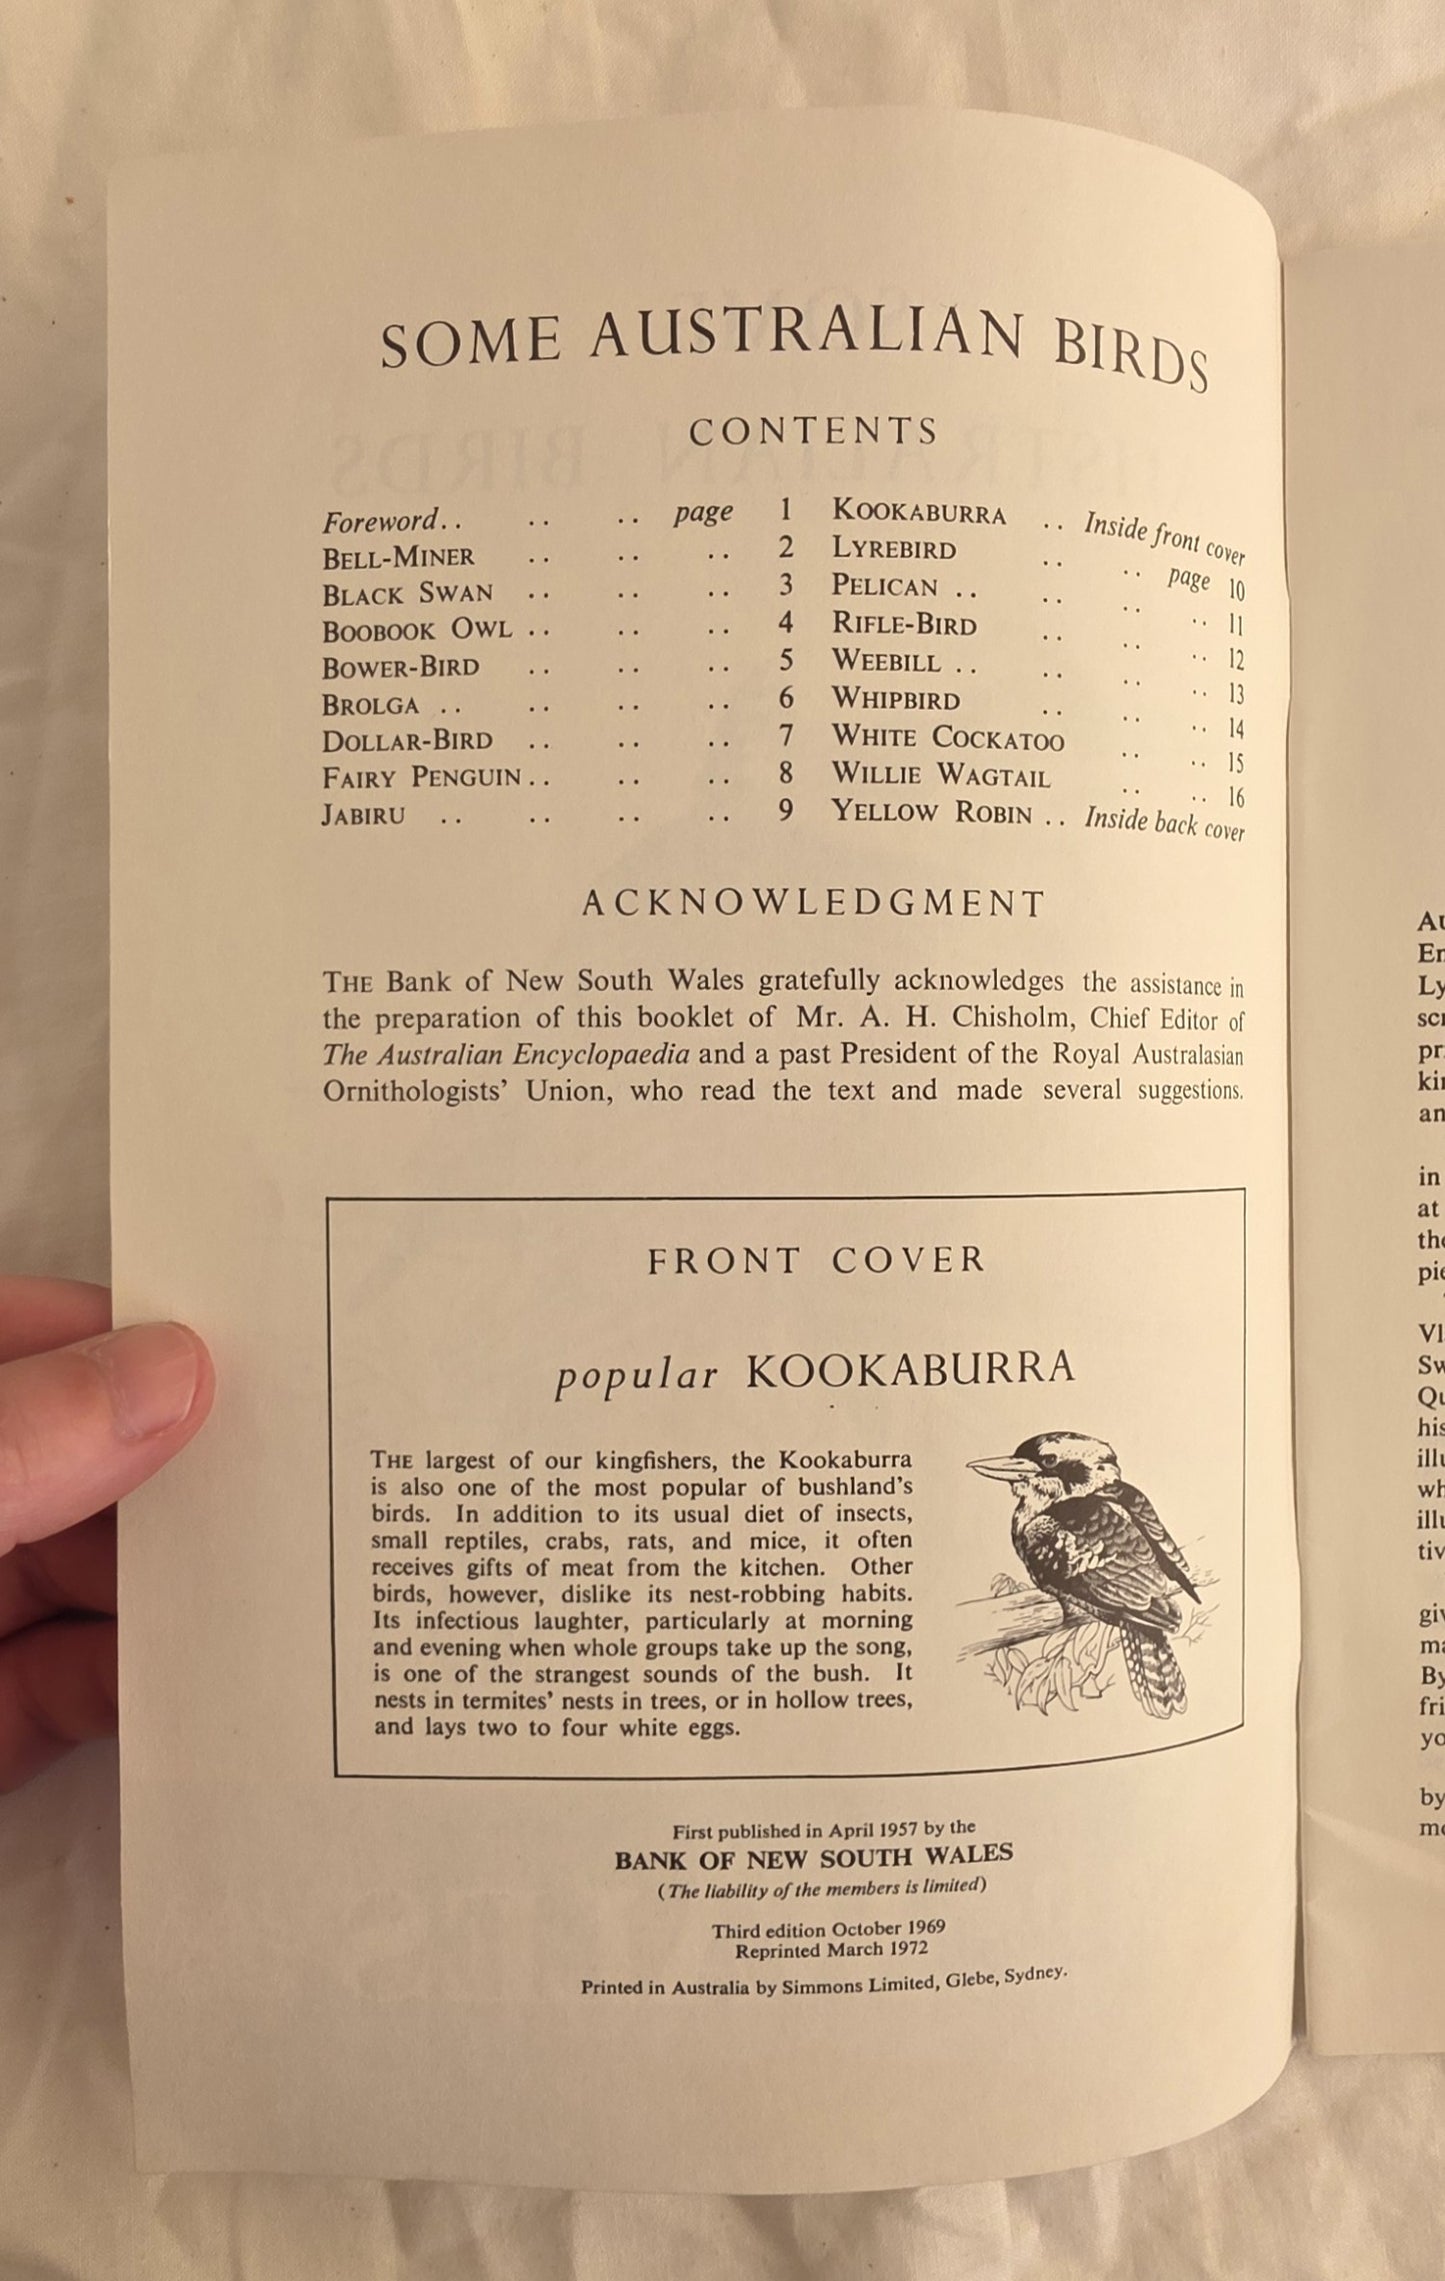 SOME AUSTRALIAN BIRDS
CONTENTS
Foreword.. .. .. page 1
BELL-MINER .. .. .. 2
BLACK SWAN .. .. .. 3
BOOBOOK OWL .. .. .. 4
BOWER-BIRD .. .. .. 5
BROLGA .. .. .. .. 6
DOLLAR-BIRD .. .. .. 7
FAIRY PENGUIN .. .. .. 8
JABIRU .. .. .. .. 9
KOOKABURRA .. Inside front cover
LYREBIRD .. .. page 10
PELICAN .. .. .. .. 11
RIFLE-BIRD .. .. .. 12
WEEBILL .. .. .. .. 13
WHIPBIRD .. .. .. 14
WHITE COCKATOO .. .. 15
WILLIE WAGTAIL .. .. 16
YELLOW ROBIN .. Inside back cover
ACKNOWLEDGMENT
THE Bank of New South Wales gratefully acknowledges the assistance in
the preparation of this booklet of Mr. A. H. Chisholm, Chief Editor of
The Australian Encyclopaedia and a past President of the Royal Australasian
Ornithologists' Union, who read the text and made several suggestions.
FRONT COVER
popular KOOKABURRA
THE largest of our kingfishers, the Kookaburra
is also one of the most popular of bushland's
birds. In addition to its usual diet of insects,
small reptiles, crabs, rats, and mice, it often
receives gifts of meat from the kitchen. Other
birds, however, dislike its nest-robbing habits.
Its infectious laughter, particularly at morning
and evening when whole groups take up the song,
is one of the strangest sounds of the bush. It
nests in termites' nests in trees, or in hollow trees,
and lays two to four white eggs.
First published in April 1957 by the
BANK OF NEW SOUTH WALES
(The liability of the members is limited)
Third edition October 1969
Reprinted March 1972
Printed in Australia by Simmons Limited, Glebe, Sydney.
in
at
by